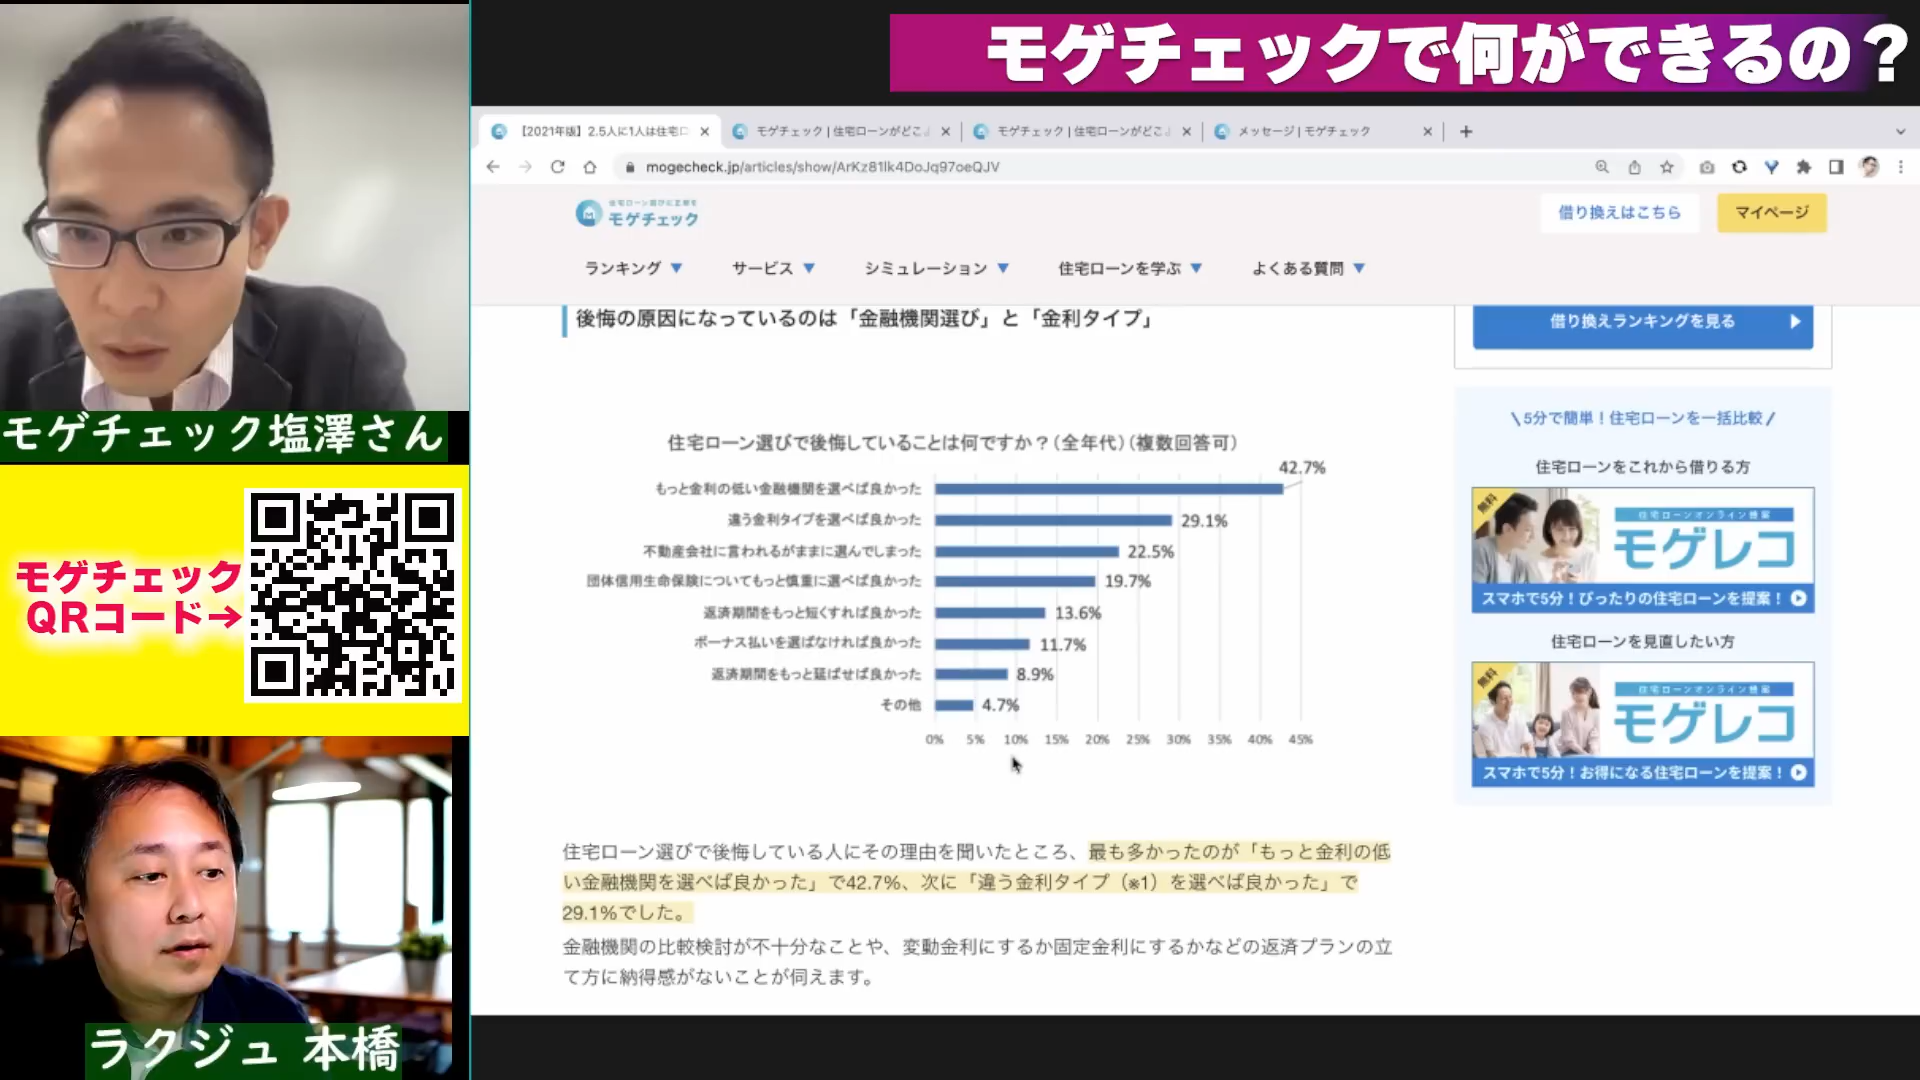 モゲチェックで何ができるの？
モゲチェック塩澤さん
モゲチェック
QRコード→
ラクジュ 本橋
【2021年版】2.5人に1人は住宅ロ
モゲチェック | 住宅ローンがどこよ
モゲチェック | 住宅ローンがどこよ
メッセージ | モゲチェック
mogecheck.jp/articles/show/ArKz81lk4DoJq97oeQJV
モゲチェック
借り換えはこちら
マイページ
ランキング ▼ サービス ▼ シミュレーション ▼ 住宅ローンを学ぶ ▼ よくある質問 ▼
後悔の原因になっているのは「金融機関選び」と「金利タイプ」
住宅ローン選びで後悔していることは何ですか？（全年代）（複数回答可）
もっと金利の低い金融機関を選べば良かった 42.7%
違う金利タイプを選べば良かった 29.1%
不動産会社に言われるがままに選んでしまった 22.5%
団体信用生命保険についてもっと慎重に選べば良かった 19.7%
返済期間をもっと短くすれば良かった 13.6%
ボーナス払いを選ばなければ良かった 11.7%
返済期間をもっと延ばせば良かった 8.9%
その他 4.7%
0% 5% 10% 15% 20% 25% 30% 35% 40% 45%
住宅ローン選びで後悔している人にその理由を聞いたところ、最も多かったのが「もっと金利の低
い金融機関を選べば良かった」で42.7%、次に「違う金利タイプ（※1）を選べば良かった」で
29.1%でした。
金融機関の比較検討が不十分なことや、変動金利にするか固定金利にするかなどの返済プランの立
て方に納得感がないことが伺えます。
借り換えランキングを見る
\ 5分で簡単！住宅ローンを一括比較 /
住宅ローンをこれから借りる方
無料
住宅ローンオンライン提案
モゲレコ
スマホで5分！ぴったりの住宅ローンを提案！
住宅ローンを見直したい方
無料
住宅ローンオンライン提案
モゲレコ
スマホで5分！お得になる住宅ローンを提案！